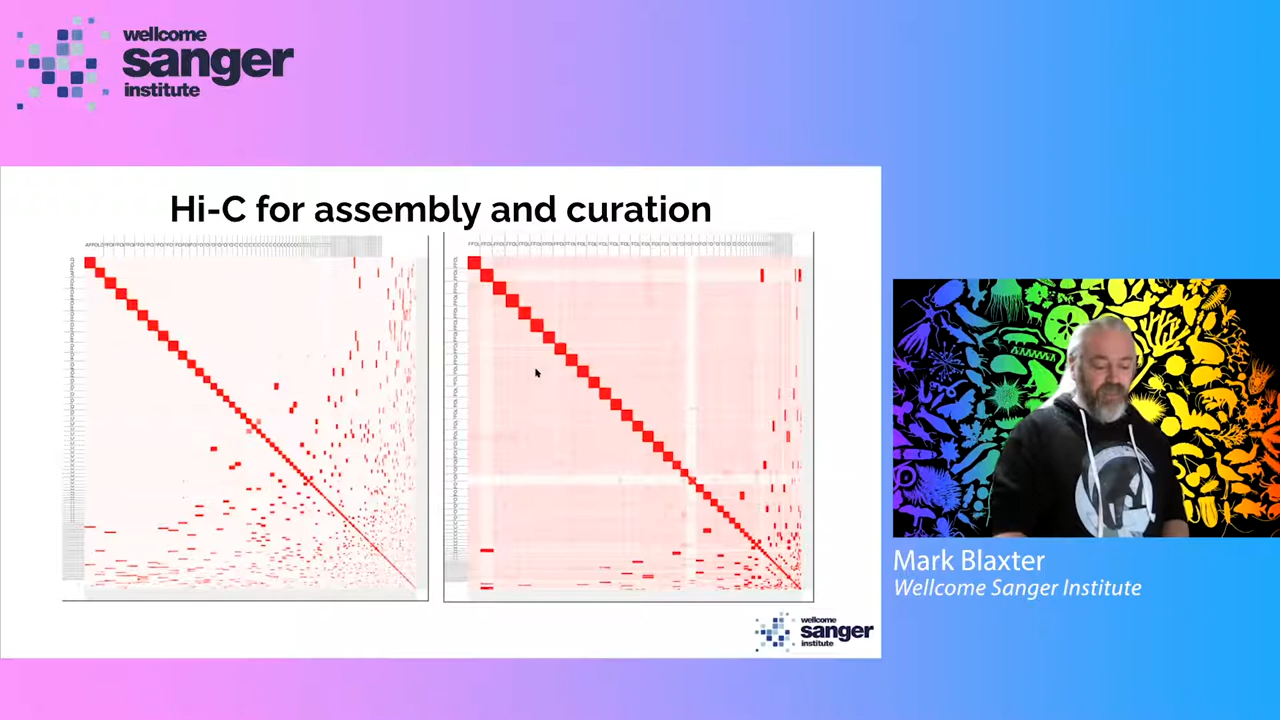 wellcome
sanger
institute
Hi-C for assembly and curation
Mark Blaxter
Wellcome Sanger Institute
wellcome
sanger
institute